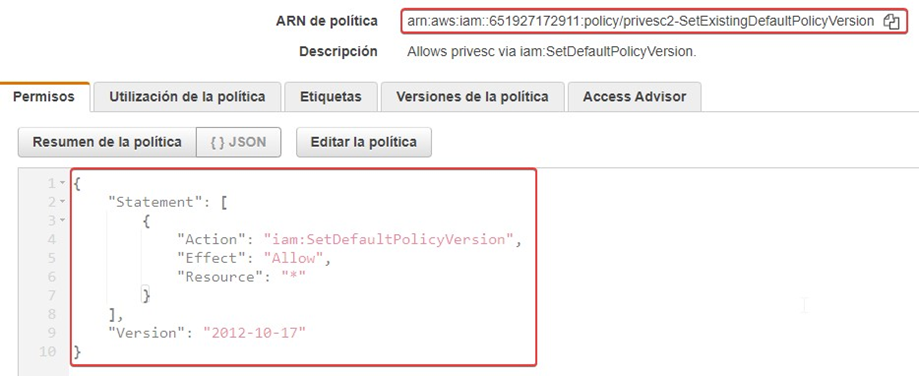 ARN de política arn:aws:iam::651927172911:policy/privesc2-SetExistingDefaultPolicyVersion
Descripción Allows privesc via iam:SetDefaultPolicyVersion.
Permisos Utilización de la política Etiquetas Versiones de la política Access Advisor
Resumen de la política { } JSON Editar la política
1 {
2 "Statement": [
3 {
4 "Action": "iam:SetDefaultPolicyVersion",
5 "Effect": "Allow",
6 "Resource": "*"
7 }
8 ],
9 "Version": "2012-10-17"
10 }